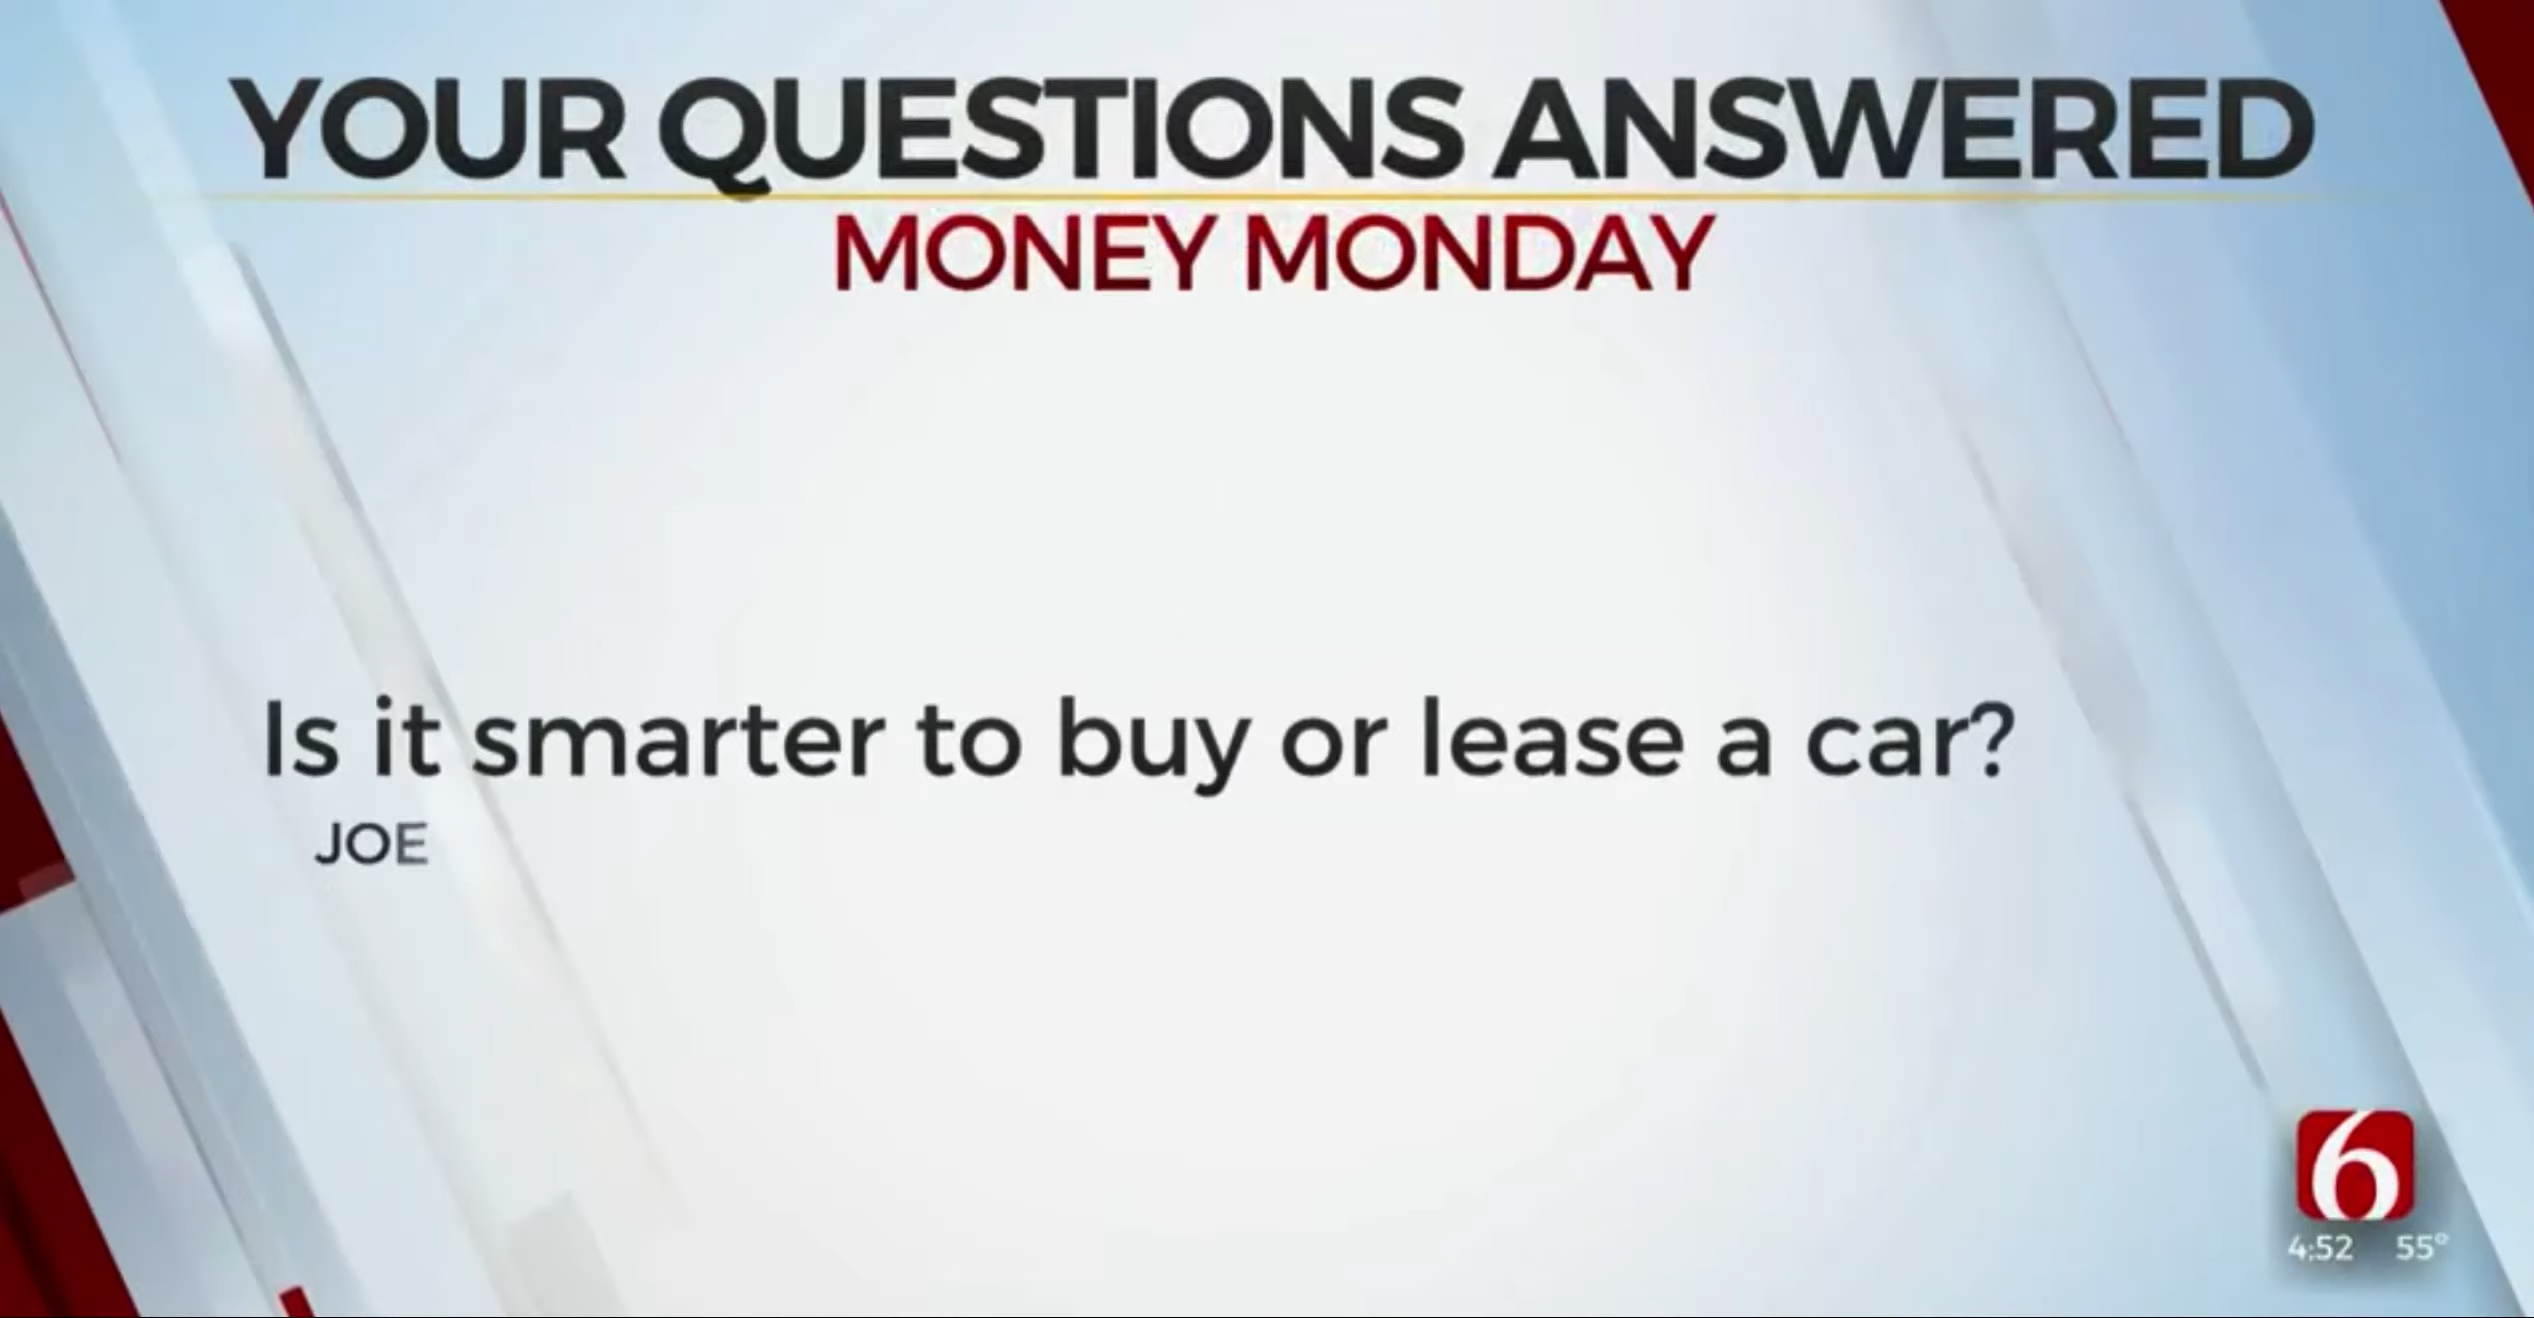 YOUR QUESTIONS ANSWERED
MONEY MONDAY
Is it smarter to buy or lease a car?
JOE
6
4:52 55°